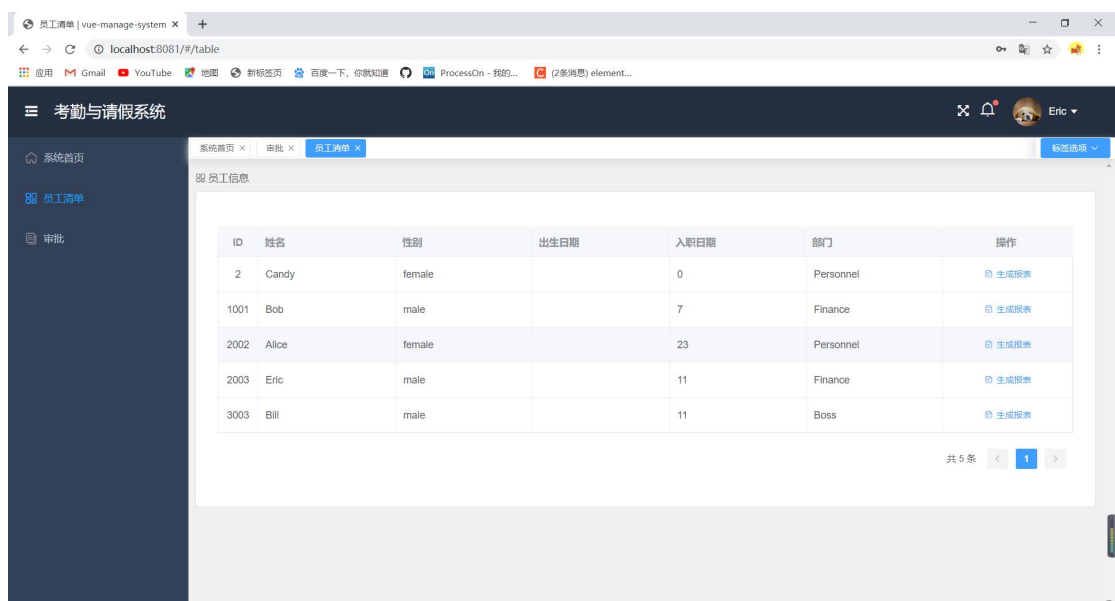 员工清单 | vue-manage-system
localhost:8081/#/table
应用 Gmail YouTube 地图 新标签页 百度一下，你就知道 On ProcessOn - 我的... C (2条消息) element...
考勤与请假系统 Eric
系统首页 审批 员工清单 标签选项
系统首页
员工清单
审批
员工信息
ID 姓名 性别 出生日期 入职日期 部门 操作
2 Candy female 0 Personnel 生成报表
1001 Bob male 7 Finance 生成报表
2002 Alice female 23 Personnel 生成报表
2003 Eric male 11 Finance 生成报表
3003 Bill male 11 Boss 生成报表
共 5 条 1